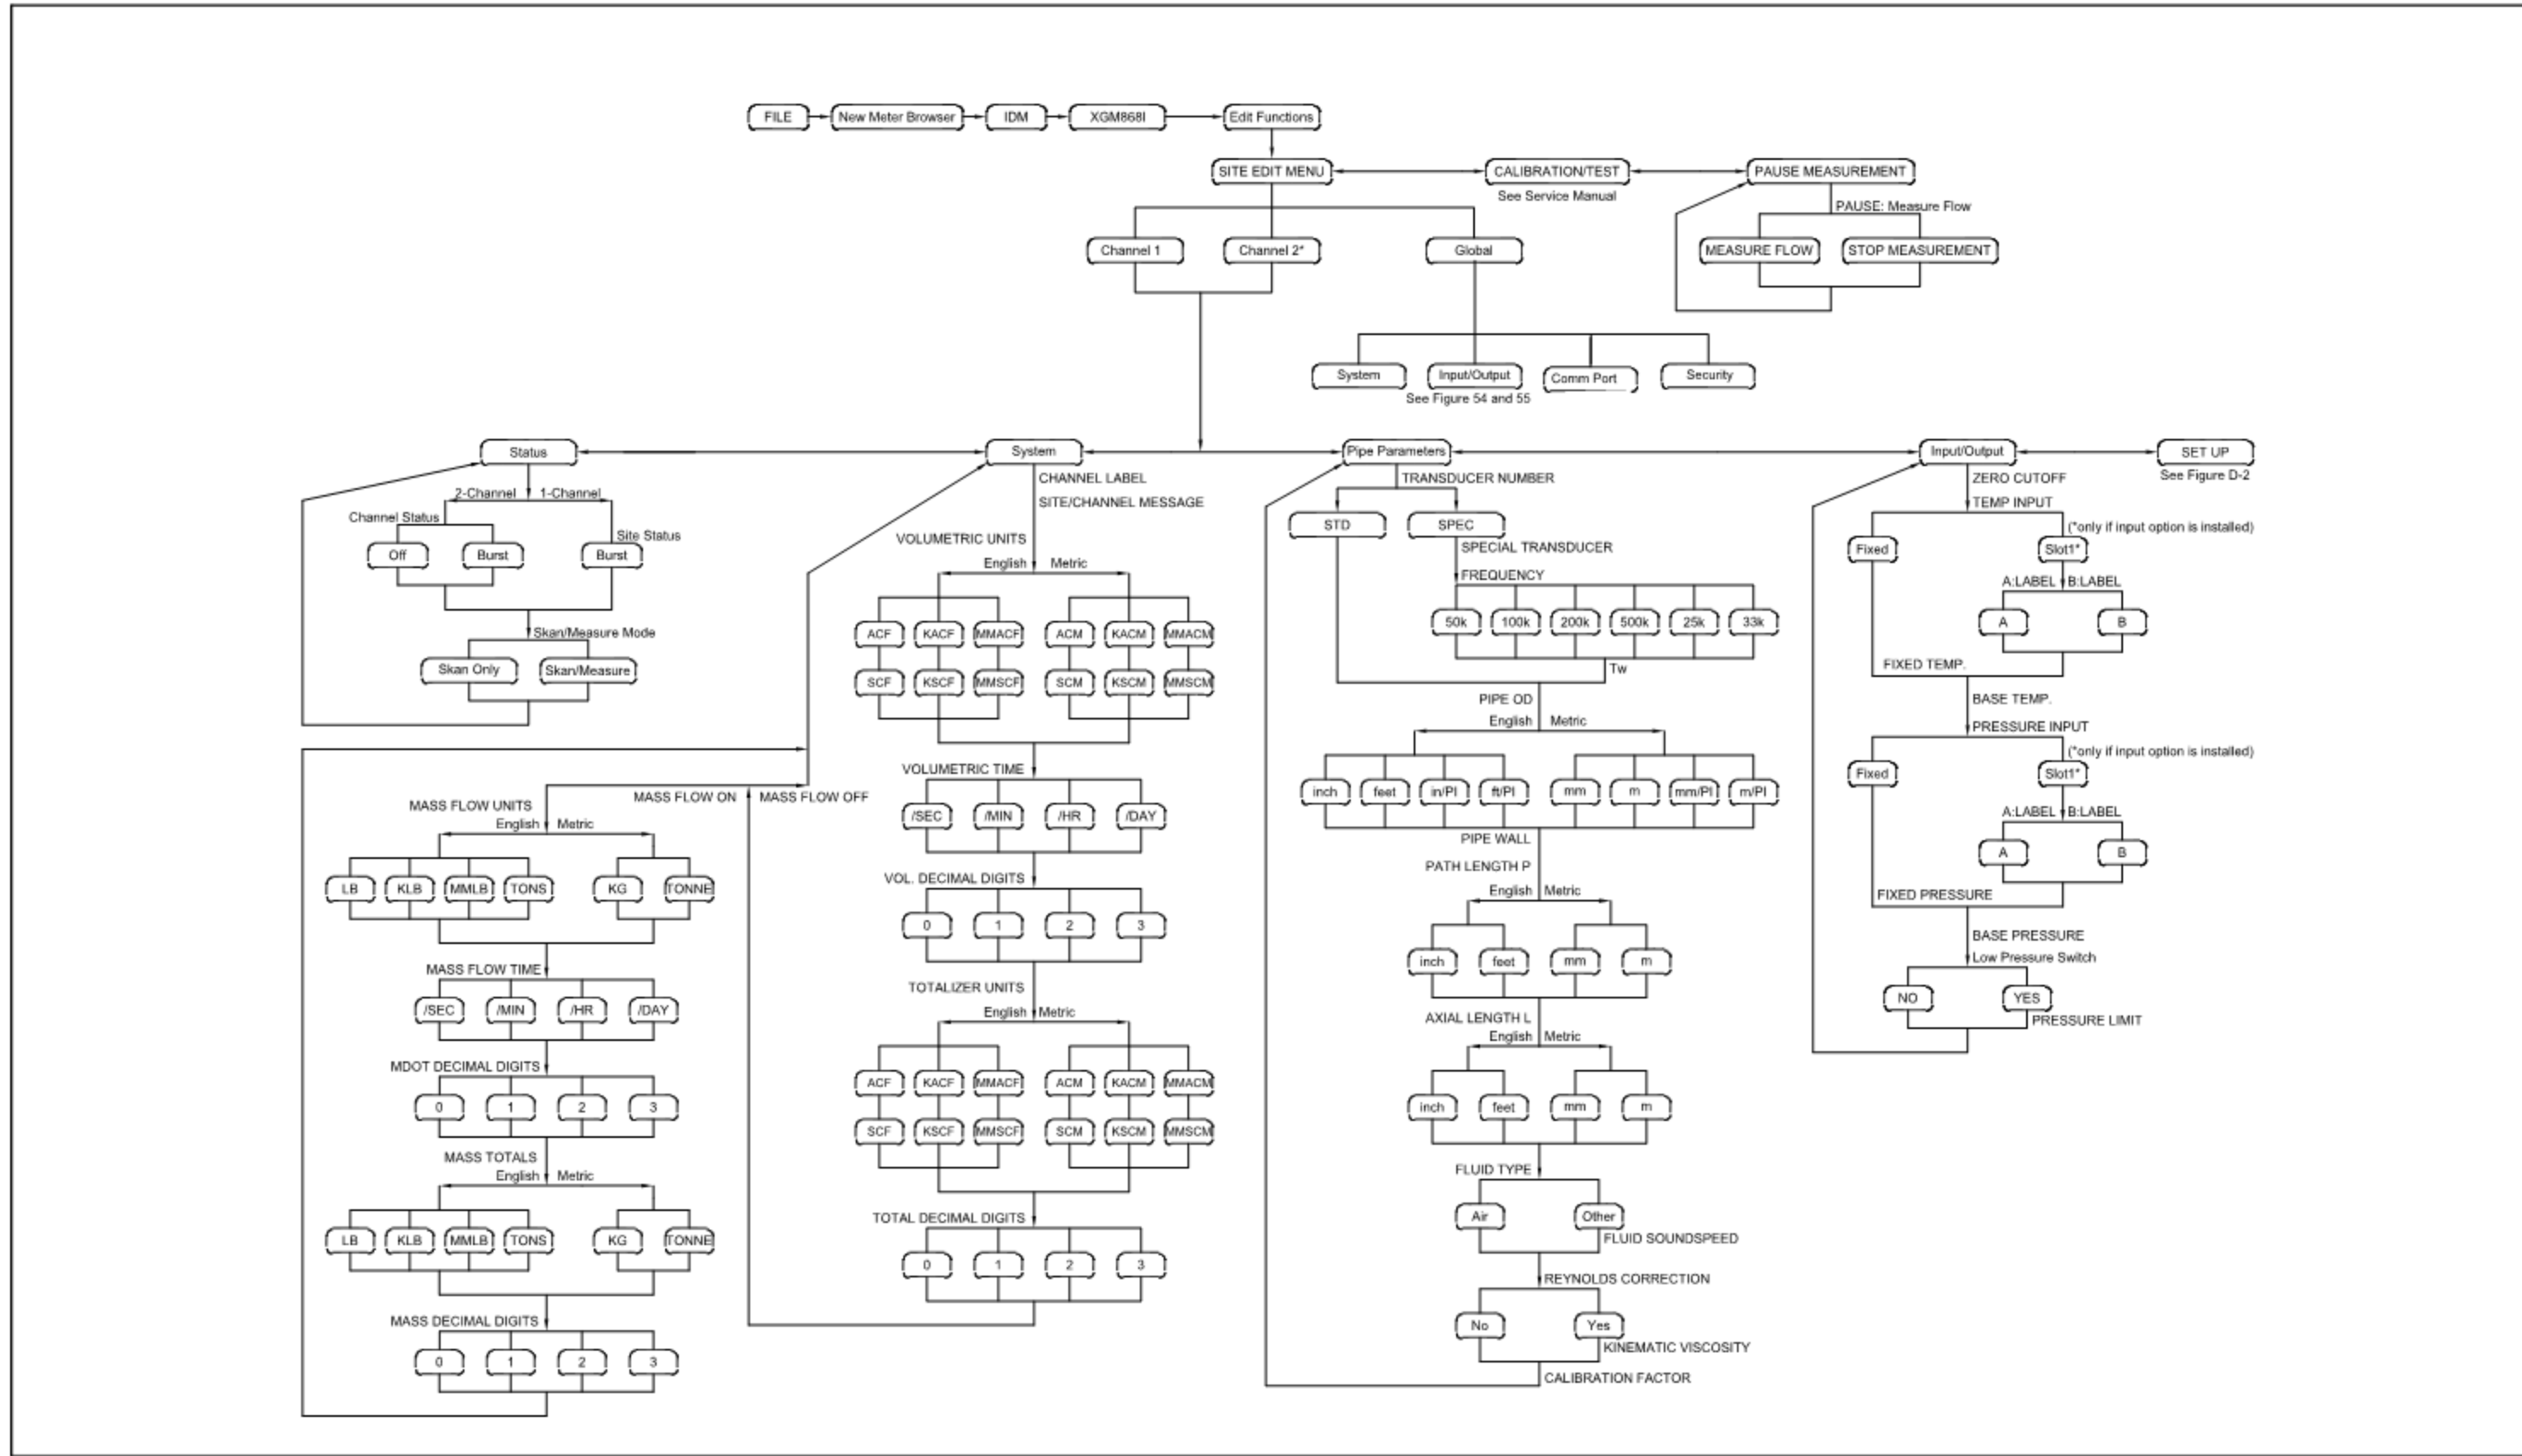 FILE
New Meter Browser
IDM
XGM868I
Edit Functions
SITE EDIT MENU
CALIBRATION/TEST
PAUSE MEASUREMENT
See Service Manual
PAUSE: Measure Flow
Channel 1
Channel 2*
Global
MEASURE FLOW
STOP MEASUREMENT
System
Input/Output
Comm Port
Security
See Figure 54 and 55
Status
System
Pipe Parameters
Input/Output
SET UP
See Figure D-2
2-Channel
1-Channel
Channel Status
Site Status
Off
Burst
Burst
Skan/Measure Mode
Skan Only
Skan/Measure
MASS FLOW ON
MASS FLOW OFF
MASS FLOW UNITS
English
Metric
LB
KLB
MMLB
TONS
KG
TONNE
MASS FLOW TIME
/SEC
/MIN
/HR
/DAY
MDOT DECIMAL DIGITS
0
1
2
3
MASS TOTALS
English
Metric
LB
KLB
MMLB
TONS
KG
TONNE
MASS DECIMAL DIGITS
0
1
2
3
CHANNEL LABEL
SITE/CHANNEL MESSAGE
VOLUMETRIC UNITS
English
Metric
ACF
KACF
MMACF
ACM
KACM
MMACM
SCF
KSCF
MMSCF
SCM
KSCM
MMSCM
VOLUMETRIC TIME
/SEC
/MIN
/HR
/DAY
VOL. DECIMAL DIGITS
0
1
2
3
TOTALIZER UNITS
English
Metric
ACF
KACF
MMACF
ACM
KACM
MMACM
SCF
KSCF
MMSCF
SCM
KSCM
MMSCM
TOTAL DECIMAL DIGITS
0
1
2
3
TRANSDUCER NUMBER
STD
SPEC
SPECIAL TRANSDUCER
FREQUENCY
50k
100k
200k
500k
25k
33k
Tw
PIPE OD
English
Metric
inch
feet
in/PI
ft/PI
mm
m
mm/PI
m/PI
PIPE WALL
PATH LENGTH P
English
Metric
inch
feet
mm
m
AXIAL LENGTH L
English
Metric
inch
feet
mm
m
FLUID TYPE
Air
Other
FLUID SOUNDSPEED
REYNOLDS CORRECTION
No
Yes
KINEMATIC VISCOSITY
CALIBRATION FACTOR
ZERO CUTOFF
TEMP INPUT
(*only if input option is installed)
Fixed
Slot1*
A:LABEL
B:LABEL
A
B
FIXED TEMP.
BASE TEMP.
PRESSURE INPUT
(*only if input option is installed)
Fixed
Slot1*
A:LABEL
B:LABEL
A
B
FIXED PRESSURE
BASE PRESSURE
Low Pressure Switch
NO
YES
PRESSURE LIMIT